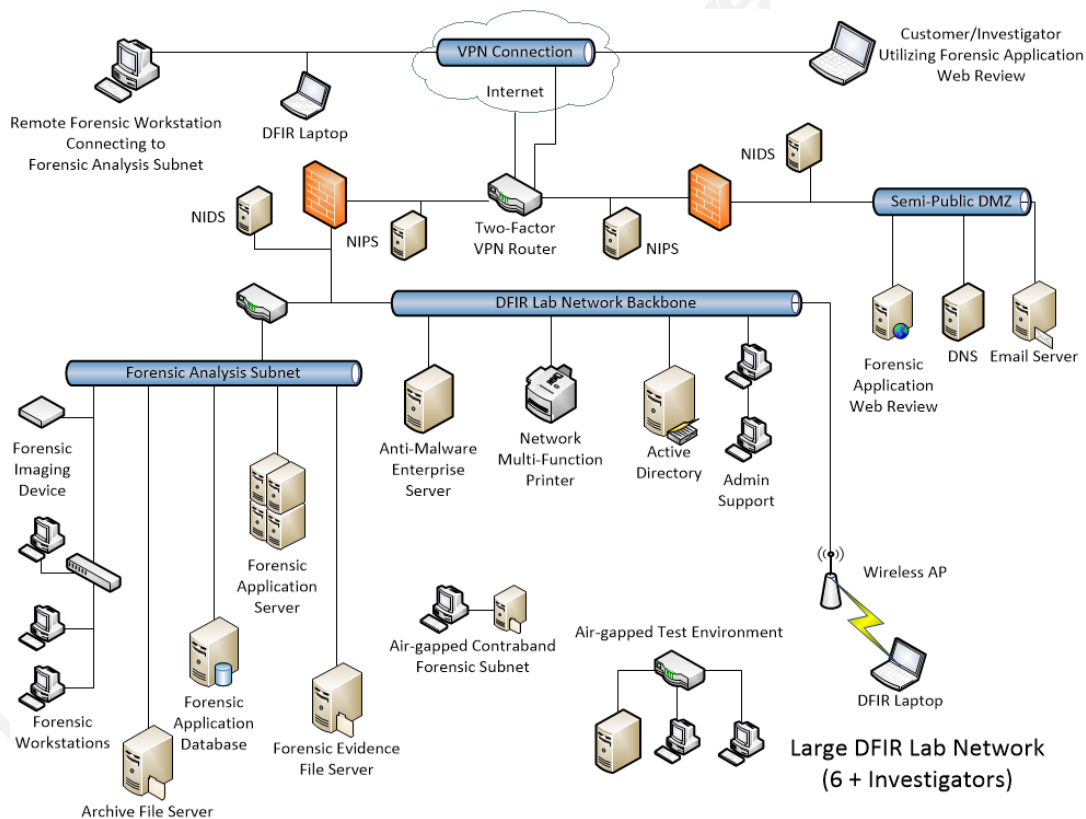 VPN Connection
Internet
Customer/Investigator
Utilizing Forensic Application
Web Review
Remote Forensic Workstation
Connecting to
Forensic Analysis Subnet
DFIR Laptop
NIDS
NIDS
NIPS
Two-Factor
VPN Router
NIPS
Semi-Public DMZ
DFIR Lab Network Backbone
Forensic
Application
Web Review
DNS
Email Server
Forensic Analysis Subnet
Forensic
Imaging
Device
Anti-Malware
Enterprise
Server
Network
Multi-Function
Printer
Active
Directory
Admin
Support
Forensic
Application
Server
Wireless AP
Air-gapped Contraband
Forensic Subnet
Air-gapped Test Environment
DFIR Laptop
Forensic
Workstations
Forensic
Application
Database
Forensic Evidence
File Server
Archive File Server
Large DFIR Lab Network
(6 + Investigators)